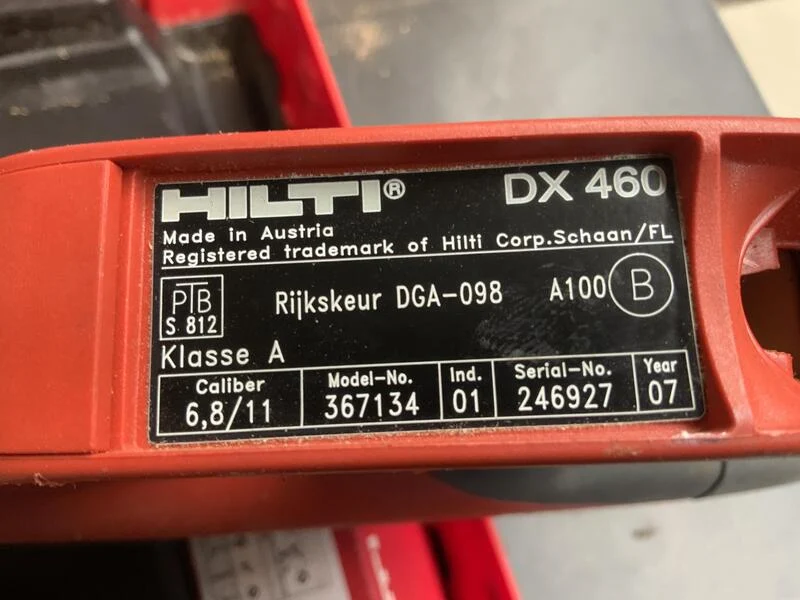 HILTI® DX 460
Made in Austria
Registered trademark of Hilti Corp.Schaan/FL
PTB
S 812
Rijkskeur DGA-098 A100 B
Klasse A
Caliber Model-No. Ind. Serial-No. Year
6,8/11 367134 01 246927 07